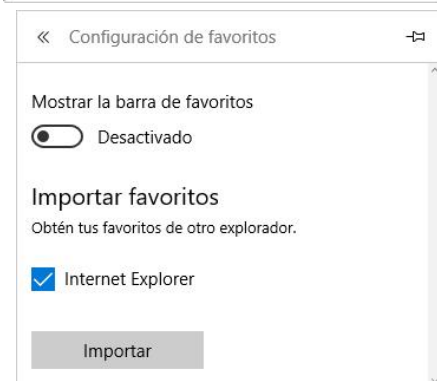 Configuración de favoritos
Mostrar la barra de favoritos
Desactivado
Importar favoritos
Obtén tus favoritos de otro explorador.
Internet Explorer
Importar